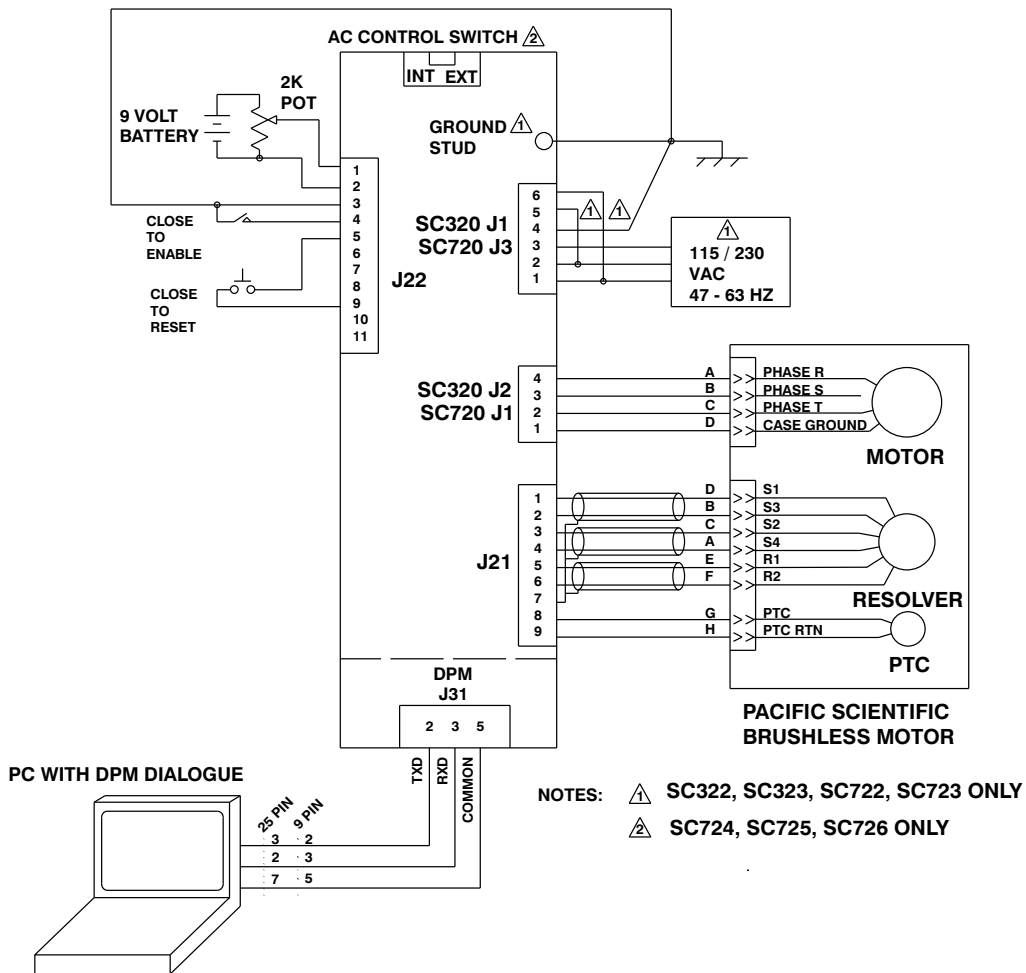 AC CONTROL SWITCH 2
INT EXT
2K
POT
9 VOLT
BATTERY
GROUND 1
STUD
1
2
3
4
5
6
7
8
9
10
11
J22
CLOSE
TO
ENABLE
CLOSE
TO
RESET
SC320 J1
SC720 J3
6
5
4
3
2
1
1 1
1
115 / 230
VAC
47 - 63 HZ
SC320 J2
SC720 J1
4
3
2
1
A PHASE R
B PHASE S
C PHASE T
D CASE GROUND
MOTOR
J21
1
2
3
4
5
6
7
8
9
D S1
B S3
C S2
A S4
E R1
F R2
RESOLVER
G PTC
H PTC RTN
PTC
PACIFIC SCIENTIFIC
BRUSHLESS MOTOR
DPM
J31
2 3 5
TXD
RXD
COMMON
PC WITH DPM DIALOGUE
25 PIN 9 PIN
3 2
2 3
7 5
NOTES: 1 SC322, SC323, SC722, SC723 ONLY
2 SC724, SC725, SC726 ONLY